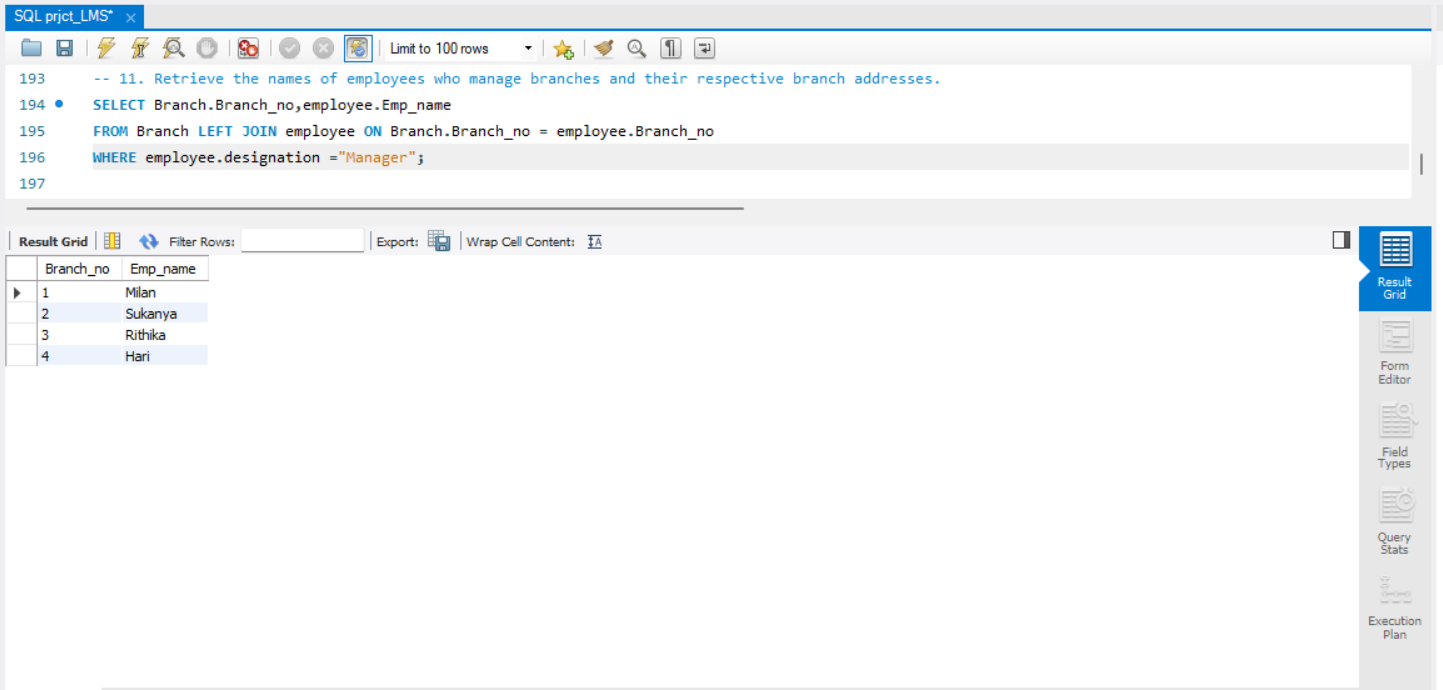 SQL prjct_LMS*
Limit to 100 rows
193 -- 11. Retrieve the names of employees who manage branches and their respective branch addresses.
194 SELECT Branch.Branch_no,employee.Emp_name
195 FROM Branch LEFT JOIN employee ON Branch.Branch_no = employee.Branch_no
196 WHERE employee.designation ="Manager";
197
Result Grid Filter Rows: Export: Wrap Cell Content: IA
Branch_no Emp_name
1 Milan
2 Sukanya
3 Rithika
4 Hari
Result
Grid
Form
Editor
Field
Types
Query
Stats
Execution
Plan